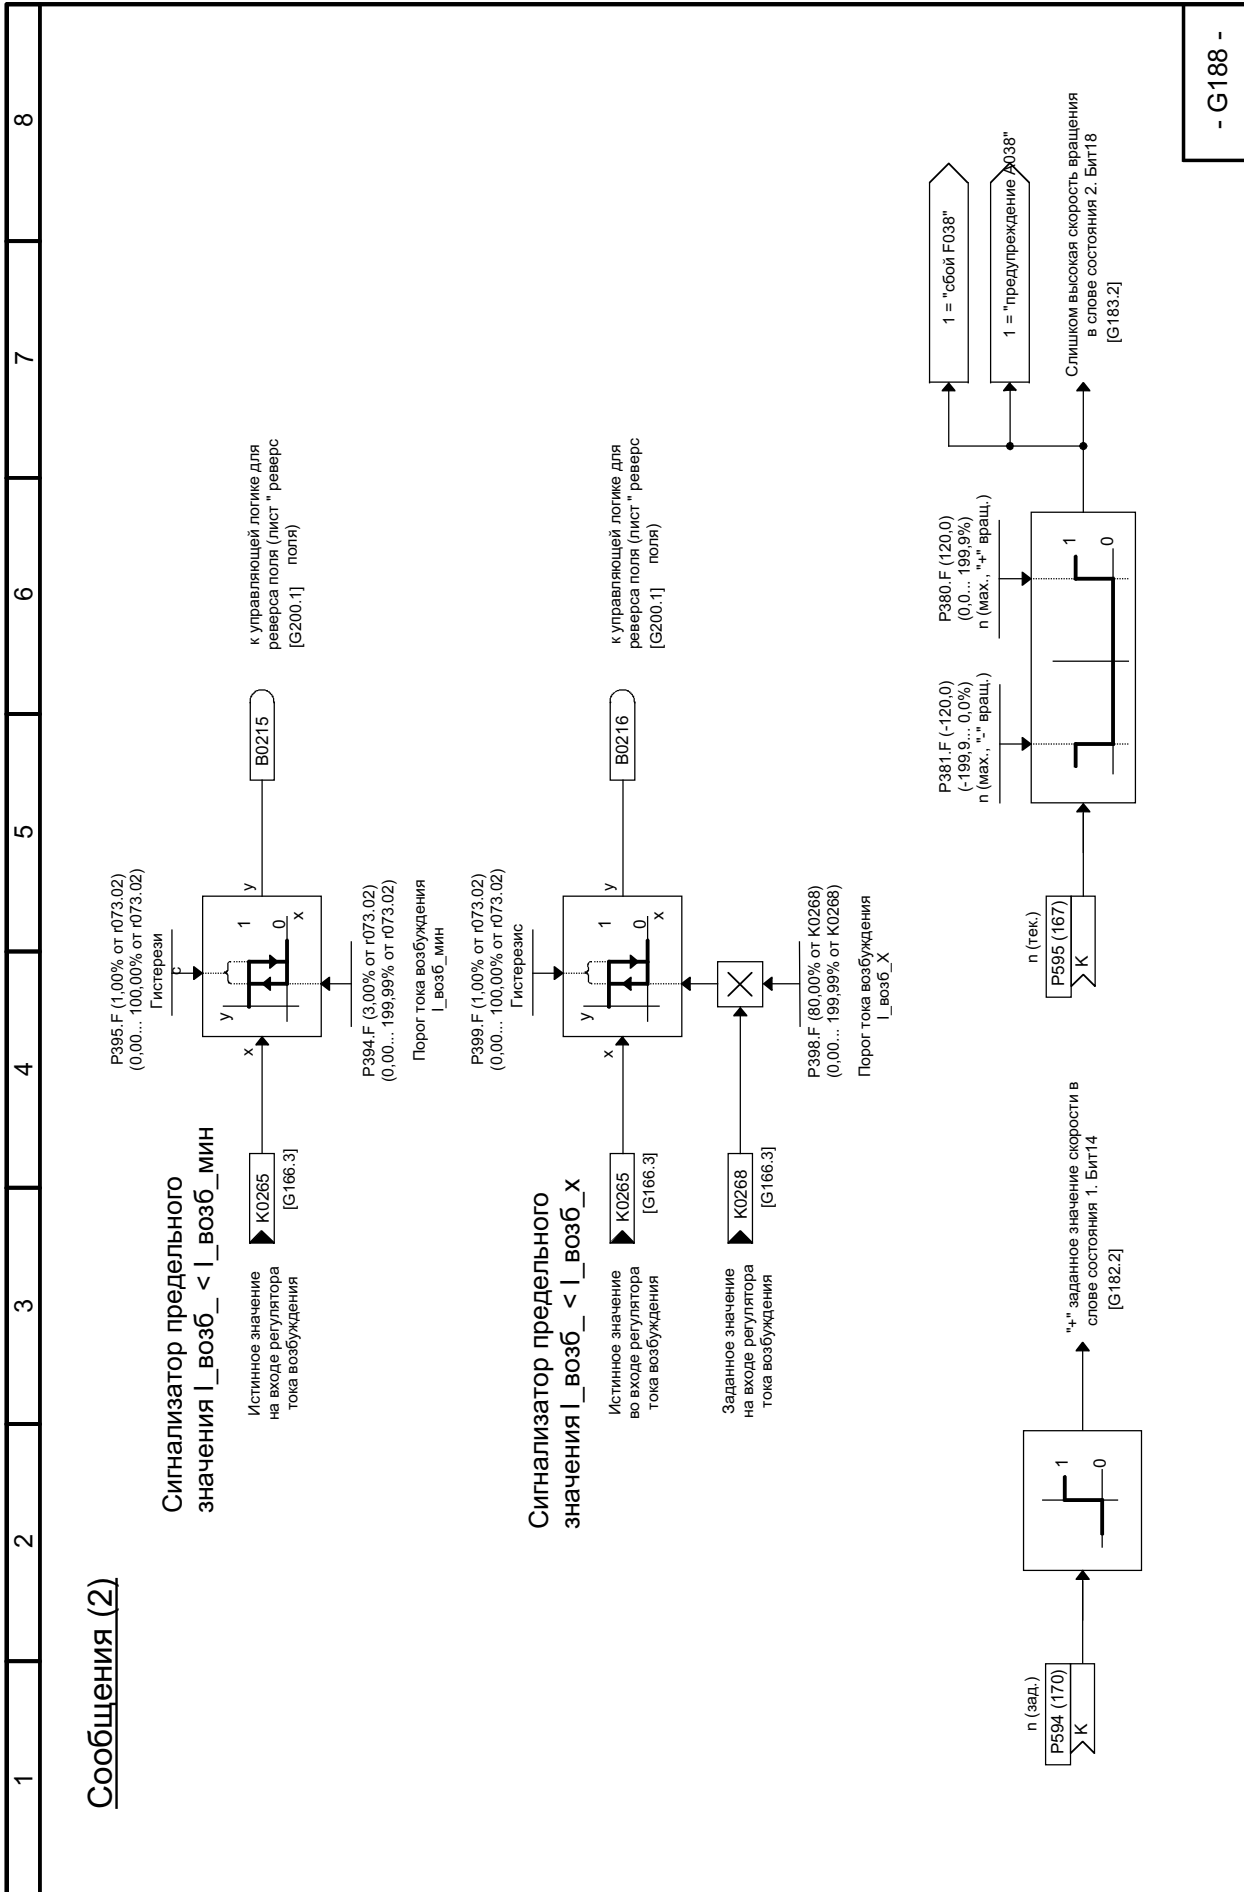 1 2 3 4 5 6 7 8
Сообщения (2)
Сигнализатор предельного
значения I_возб_ < I_возб_мин
Истинное значение
на входе регулятора
тока возбуждения
K0265
[G166.3]
P395.F (1,00% от r073.02)
(0,00... 100,00% от r073.02)
Гистерези
с
x
y
1
0
x
y
P394.F (3,00% от r073.02)
(0,00... 199,99% от r073.02)
Порог тока возбуждения
I_возб_мин
B0215
к управляющей логике для
реверса поля (лист " реверс
[G200.1] поля)
Сигнализатор предельного
значения I_возб_ < I_возб_x
Истинное значение
во входе регулятора
тока возбуждения
K0265
[G166.3]
P399.F (1,00% от r073.02)
(0,00... 100,00% от r073.02)
Гистерезис
x
y
1
0
x
y
B0216
к управляющей логике для
реверса поля (лист " реверс
[G200.1] поля)
Заданное значение
на входе регулятора
тока возбуждения
K0268
[G166.3]
P398.F (80,00% от K0268)
(0,00... 199,99% от K0268)
Порог тока возбуждения
I_возб_X
n (зад.)
P594 (170)
K
1
0
"+" заданное значение скорости в
слове состояния 1. Бит14
[G182.2]
n (тек.)
P595 (167)
K
P381.F (-120,0)
(-199,9... 0,0%)
n (мах., "-" вращ.)
P380.F (120,0)
(0,0... 199,9%)
n (мах., "+" вращ.)
1
0
1 = "сбой F038"
1 = "предупреждение A038"
Слишком высокая скорость вращения
в слове состояния 2. Бит18
[G183.2]
- G188 -